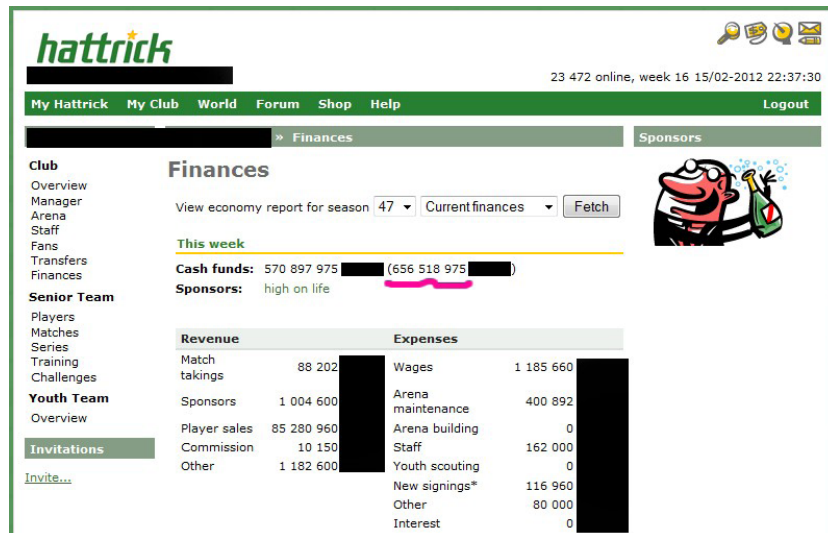 hattrick
23 472 online, week 16 15/02-2012 22:37:30
My Hattrick My Club World Forum Shop Help Logout
» Finances
Sponsors
Club
Overview
Manager
Arena
Staff
Fans
Transfers
Finances
Senior Team
Players
Matches
Series
Training
Challenges
Youth Team
Overview
Invitations
Invite...
Finances
View economy report for season 47 Current finances Fetch
This week
Cash funds: 570 897 975 (656 518 975 )
Sponsors: high on life
Revenue Expenses
Match takings 88 202 Wages 1 185 660
Sponsors 1 004 600 Arena maintenance 400 892
Player sales 85 280 960 Arena building 0
Commission 10 150 Staff 162 000
Other 1 182 600 Youth scouting 0
New signings* 116 960
Other 80 000
Interest 0